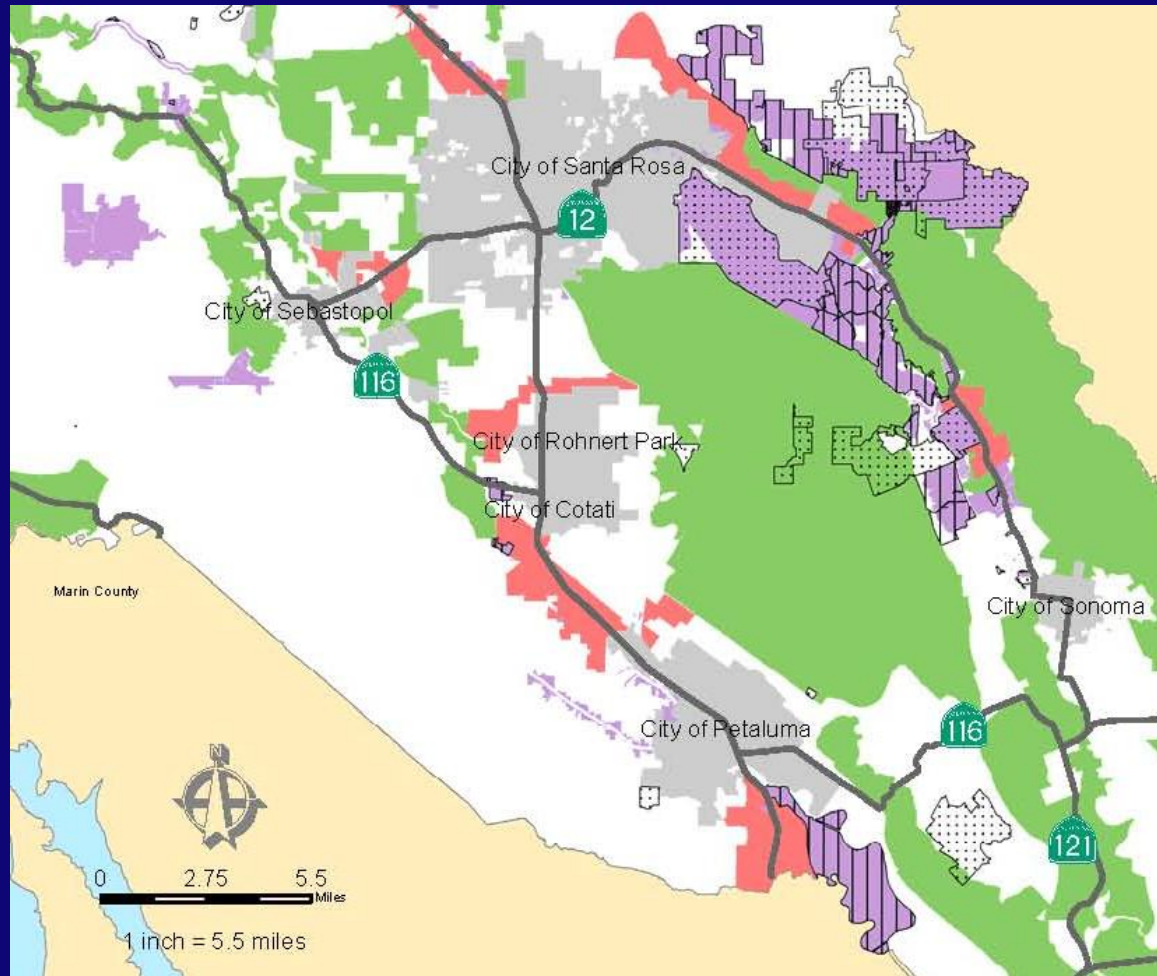 City of Santa Rosa
12
City of Sebastopol
116
City of Rohnert Park
City of Cotati
Marin County
City of Sonoma
City of Petaluma
116
N
121
0 2.75 5.5
Miles
1 inch = 5.5 miles